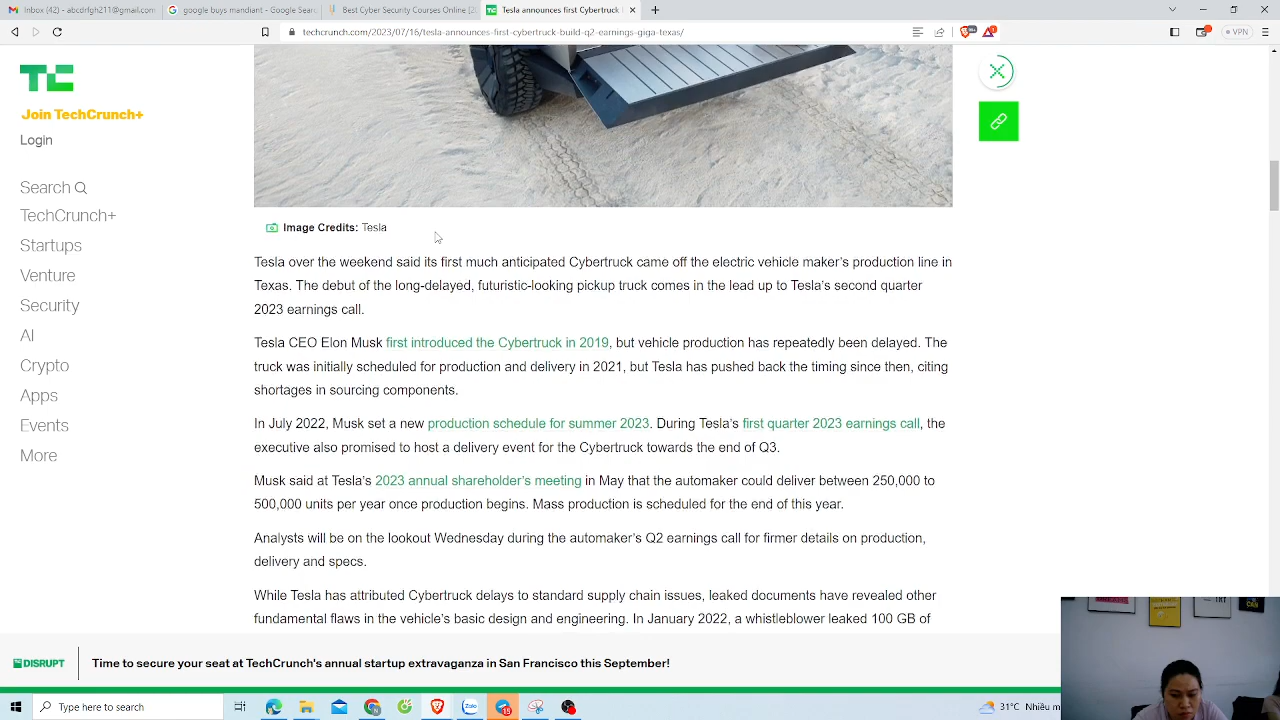 Inbox (42) - abcdrfgh211@gmail.com
google buys mandiant - Google Sear
Best Cyber Security Courses Online [2
Tesla announces first Cybertruck b
techcrunch.com/2023/07/16/tesla-announces-first-cybertruck-build-q2-earnings-giga-texas/
VPN
TC
Join TechCrunch+
Login
Search
TechCrunch+
Startups
Venture
Security
AI
Crypto
Apps
Events
More
Image Credits: Tesla
Tesla over the weekend said its first much anticipated Cybertruck came off the electric vehicle maker's production line in
Texas. The debut of the long-delayed, futuristic-looking pickup truck comes in the lead up to Tesla's second quarter
2023 earnings call.
Tesla CEO Elon Musk first introduced the Cybertruck in 2019, but vehicle production has repeatedly been delayed. The
truck was initially scheduled for production and delivery in 2021, but Tesla has pushed back the timing since then, citing
shortages in sourcing components.
In July 2022, Musk set a new production schedule for summer 2023. During Tesla's first quarter 2023 earnings call, the
executive also promised to host a delivery event for the Cybertruck towards the end of Q3.
Musk said at Tesla's 2023 annual shareholder's meeting in May that the automaker could deliver between 250,000 to
500,000 units per year once production begins. Mass production is scheduled for the end of this year.
Analysts will be on the lookout Wednesday during the automaker's Q2 earnings call for firmer details on production,
delivery and specs.
While Tesla has attributed Cybertruck delays to standard supply chain issues, leaked documents have revealed other
fundamental flaws in the vehicle's basic design and engineering. In January 2022, a whistleblower leaked 100 GB of
DISRUPT
Time to secure your seat at TechCrunch's annual startup extravaganza in San Francisco this September!
Type here to search
Zalo
15
31°C Nhiều m